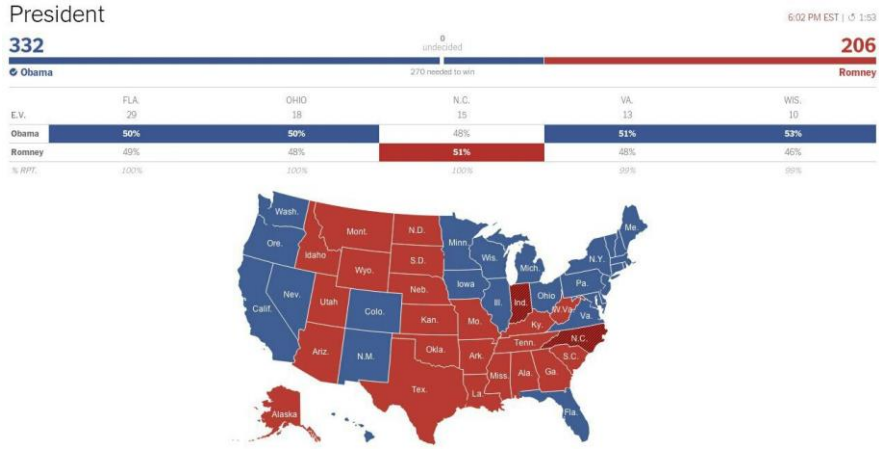 President
6:02 PM EST | ↺ 1:53
332
0
undecided
206
Obama
270 needed to win
Romney
FLA. OHIO N.C. VA. WIS.
E.V. 29 18 15 13 10
Obama 50% 50% 48% 51% 53%
Romney 49% 48% 51% 48% 46%
% RPT. 100% 100% 100% 99% 99%
Wash.
Mont.
N.D.
Minn.
Me.
Ore.
Idaho
S.D.
Wis.
Mich.
N.Y.
Wyo.
Neb.
Iowa
Pa.
Calif.
Nev.
Utah
Colo.
Kan.
Mo.
Ill.
Ind.
Ohio
W.Va.
Va.
Ky.
Ariz.
N.M.
Okla.
Ark.
Tenn.
N.C.
S.C.
Tex.
La.
Miss.
Ala.
Ga.
Alaska
Fla.